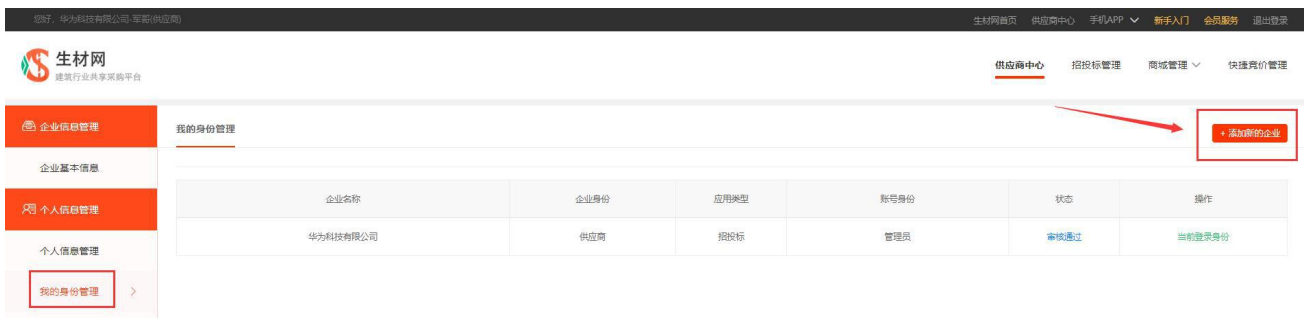 您好，华为科技有限公司-军哥(供应商)
生材网首页 供应商中心 手机APP 新手入门 会员服务 退出登录
生材网
建筑行业共享采购平台
供应商中心 招投标管理 商城管理 快捷竞价管理
企业信息管理
我的身份管理
+ 添加新的企业
企业基本信息
企业名称 企业身份 应用类型 账号身份 状态 操作
个人信息管理
华为科技有限公司 供应商 招投标 管理员 审核通过 当前登录身份
个人信息管理
我的身份管理